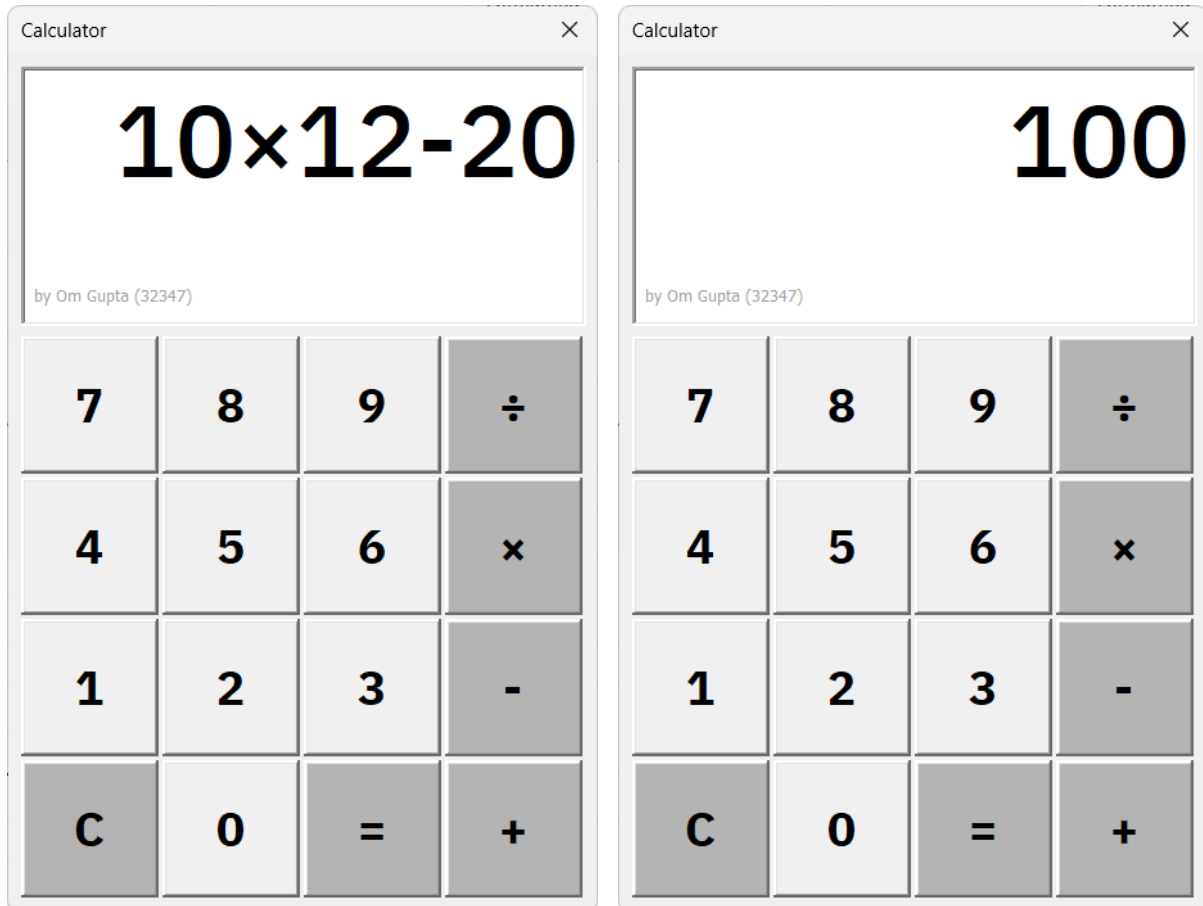 Calculator
10×12-20
by Om Gupta (32347)
7 8 9 ÷
4 5 6 ×
1 2 3 -
C 0 = +
Calculator
100
by Om Gupta (32347)
7 8 9 ÷
4 5 6 ×
1 2 3 -
C 0 = +